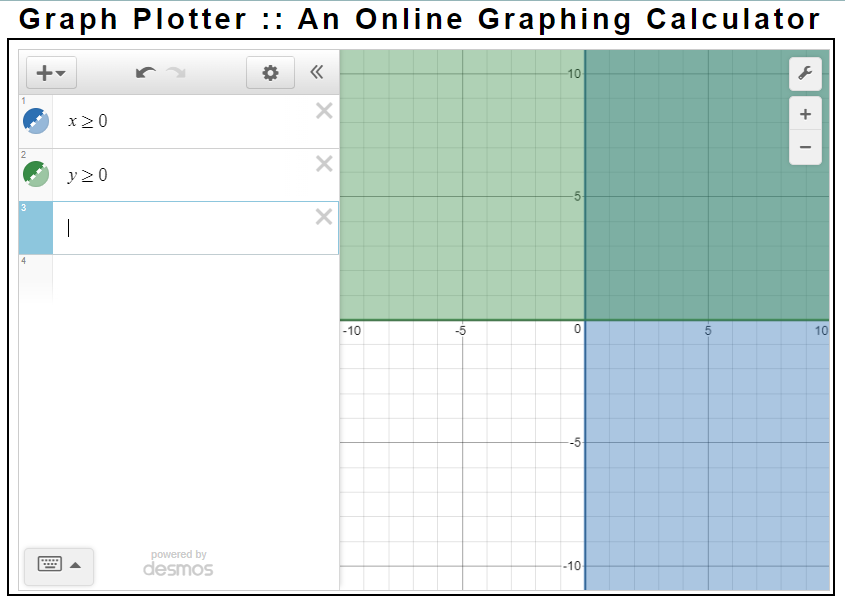 Graph Plotter :: An Online Graphing Calculator
1
x ≥ 0
2
y ≥ 0
3
4
powered by
desmos
10
5
-10
-5
0
5
10
-5
-10